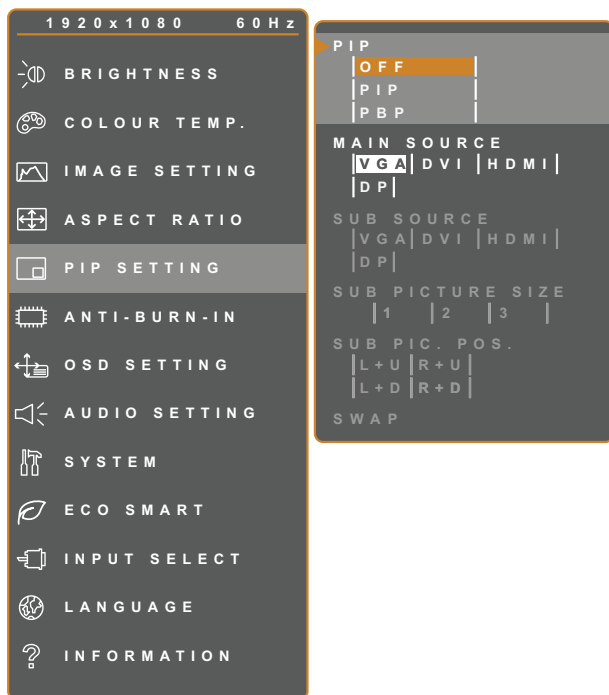 1920x1080 60Hz
BRIGHTNESS
COLOUR TEMP.
IMAGE SETTING
ASPECT RATIO
PIP SETTING
ANTI-BURN-IN
OSD SETTING
AUDIO SETTING
SYSTEM
ECO SMART
INPUT SELECT
LANGUAGE
INFORMATION
PIP
OFF
PIP
PBP
MAIN SOURCE
VGA DVI HDMI
DP
SUB SOURCE
VGA DVI HDMI
DP
SUB PICTURE SIZE
1 2 3
SUB PIC. POS.
L+U R+U
L+D R+D
SWAP